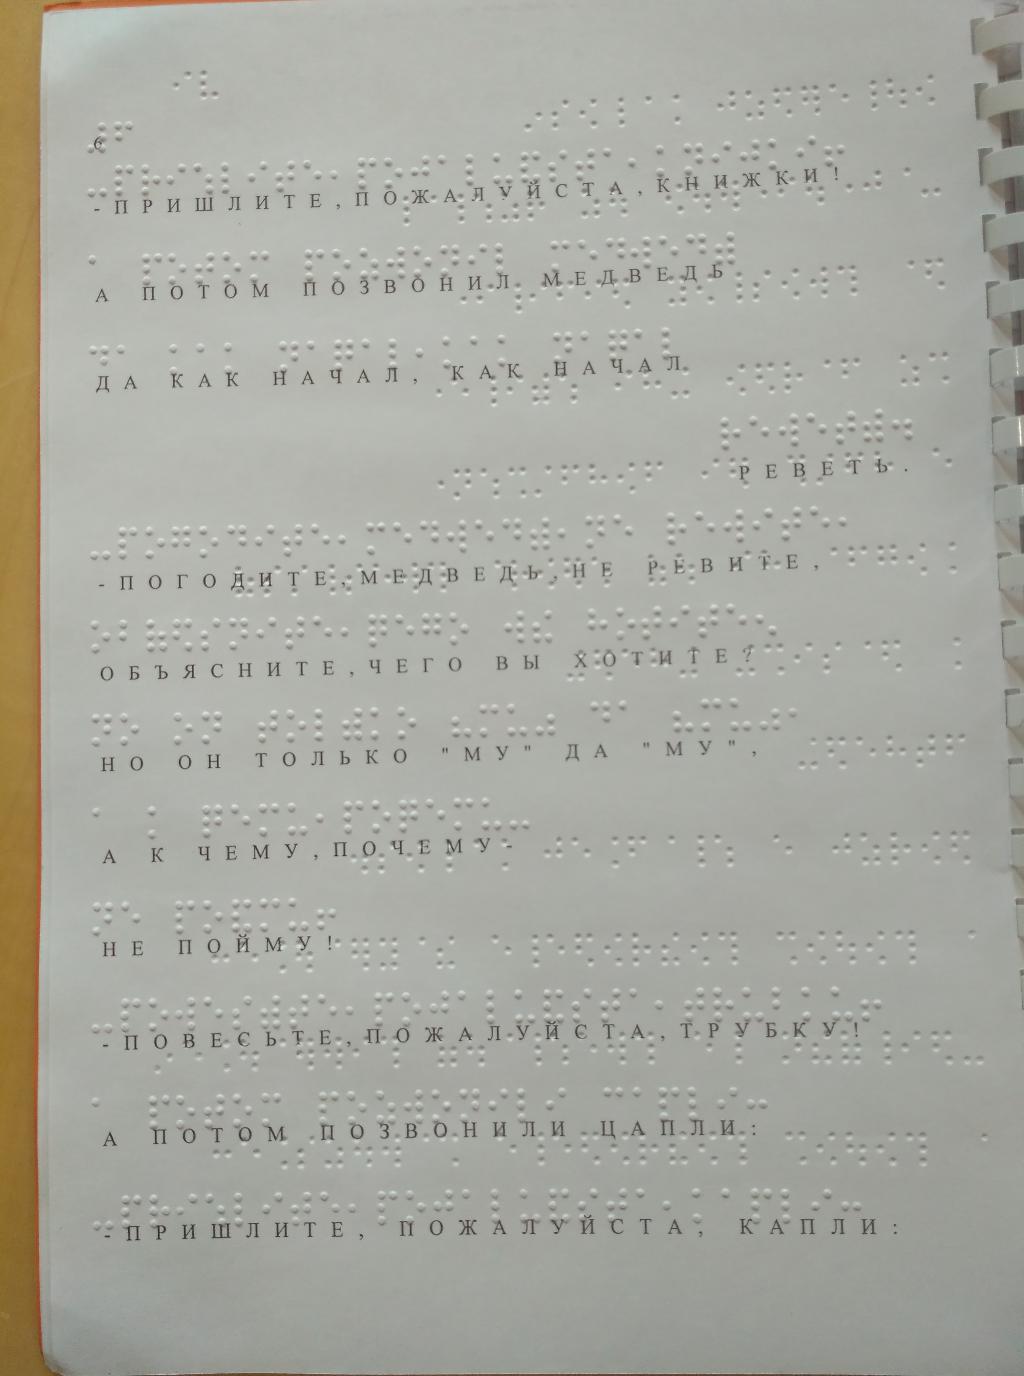 6
-ПРИШЛИТЕ,ПОЖАЛУЙСТА,КНИЖКИ!
А ПОТОМ ПОЗВОНИЛ МЕДВЕДЬ
ДА КАК НАЧАЛ, КАК НАЧАЛ
РЕВЕТЬ.
-ПОГОДИТЕ,МЕДВЕДЬ,НЕ РЕВИТЕ,
ОБЪЯСНИТЕ,ЧЕГО ВЫ ХОТИТЕ?
НО ОН ТОЛЬКО "МУ" ДА "МУ",
А К ЧЕМУ,ПОЧЕМУ-
НЕ ПОЙМУ!
-ПОВЕСЬТЕ,ПОЖАЛУЙСТА,ТРУБКУ!
А ПОТОМ ПОЗВОНИЛИ ЦАПЛИ:
-ПРИШЛИТЕ, ПОЖАЛУЙСТА, КАПЛИ: